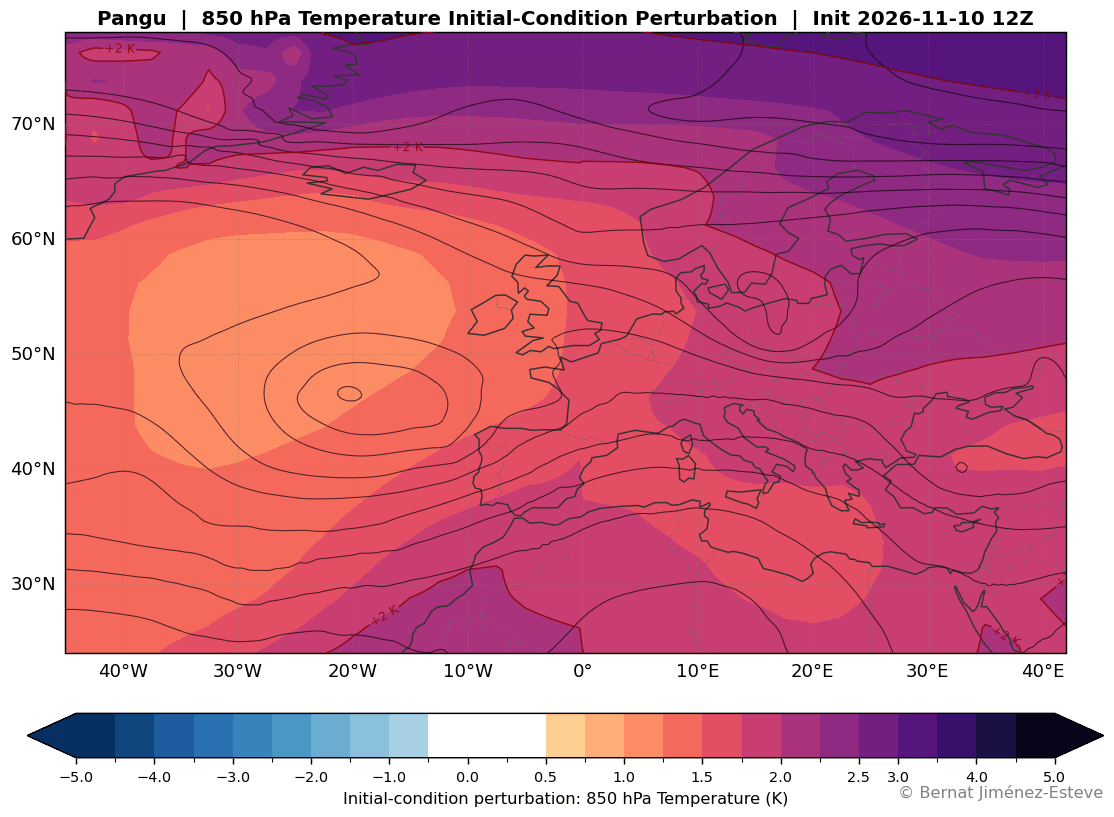 Pangu | 850 hPa Temperature Initial-Condition Perturbation | Init 2026-11-10 12Z
+2 K
+3 K
70°N
+2 K
60°N
50°N
40°N
30°N
+2 K
+2 K
40°W 30°W 20°W 10°W 0° 10°E 20°E 30°E 40°E
−5.0 −4.0 −3.0 −2.0 −1.0 0.0 0.5 1.0 1.5 2.0 2.5 3.0 4.0 5.0
Initial-condition perturbation: 850 hPa Temperature (K)
© Bernat Jiménez-Esteve